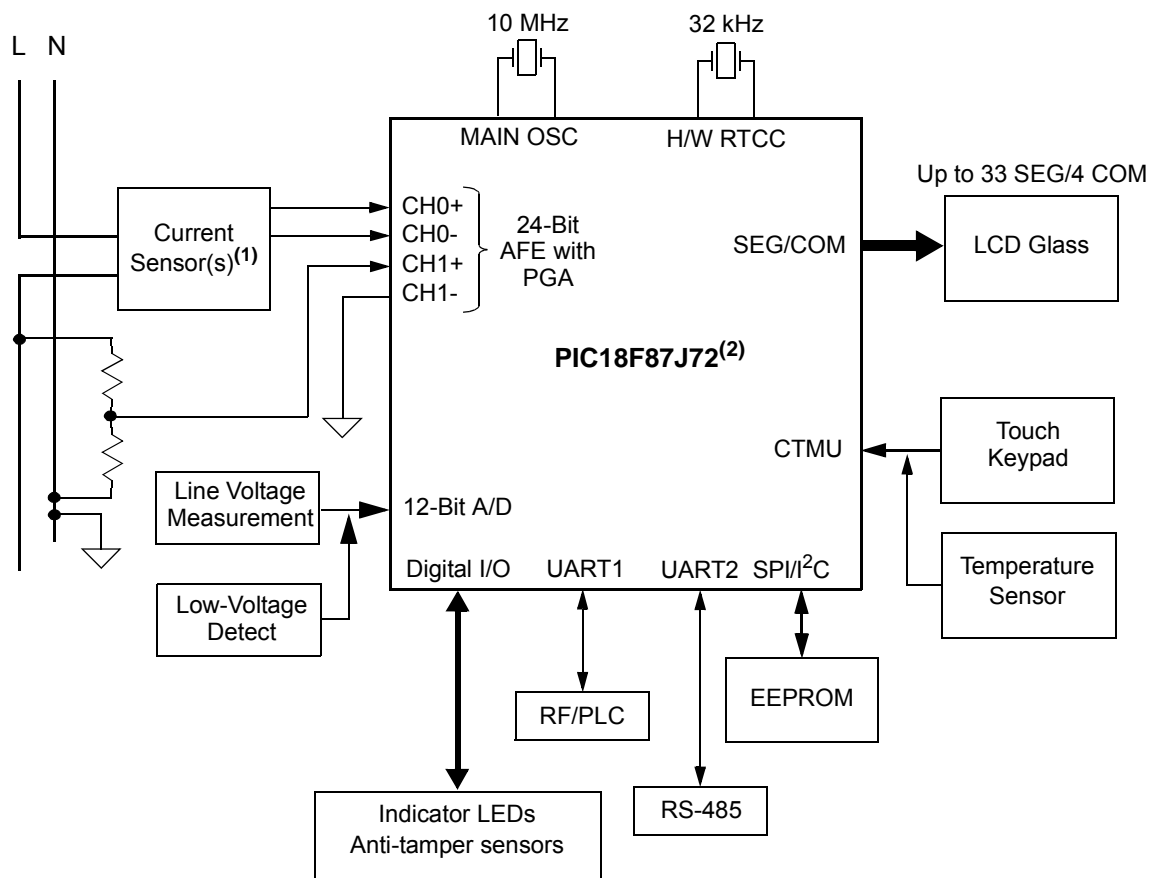 10 MHz
32 kHz
L N
MAIN OSC
H/W RTCC
Current
Sensor(s)(1)
CH0+
CH0-
CH1+
CH1-
24-Bit
AFE with
PGA
SEG/COM
Up to 33 SEG/4 COM
LCD Glass
PIC18F87J72(2)
CTMU
Touch
Keypad
Temperature
Sensor
Line Voltage
Measurement
12-Bit A/D
Low-Voltage
Detect
Digital I/O
UART1
UART2
SPI/I2C
RF/PLC
EEPROM
RS-485
Indicator LEDs
Anti-tamper sensors